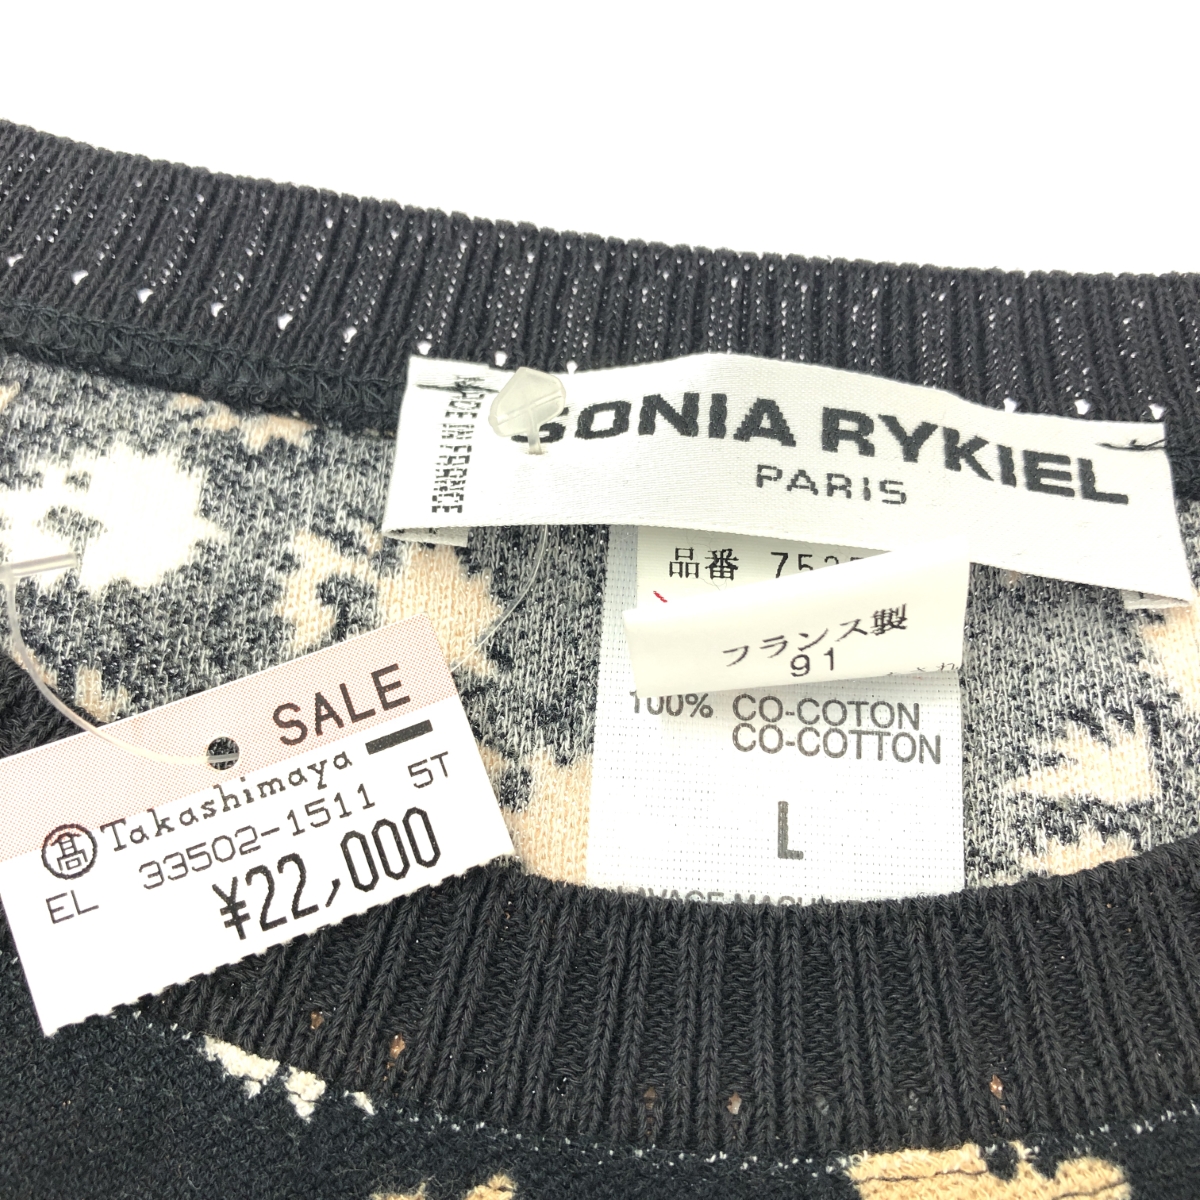 SONIA RYKIEL
PARIS
MADE IN FRANCE
品番
フランス製
91
100% CO-COTON
CO-COTTON
L
SALE
髙 Takashimaya
33502-1511 5T
EL
¥22,000